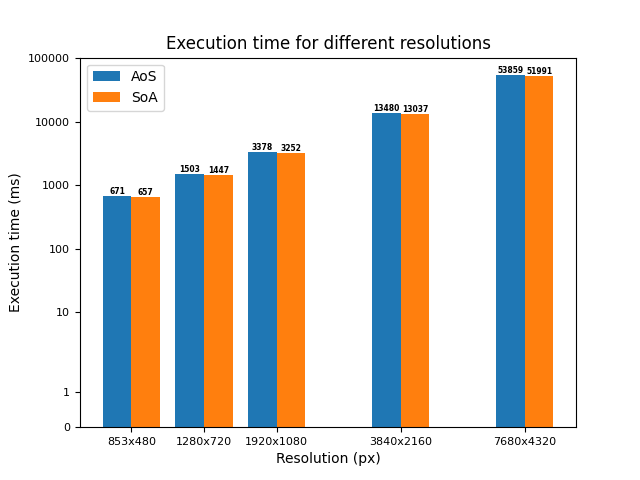 Execution time for different resolutions
AoS
SoA
Execution time (ms)
100000
10000
1000
100
10
1
0
671 657
1503 1447
3378 3252
13480 13037
53859 51991
853x480 1280x720 1920x1080 3840x2160 7680x4320
Resolution (px)